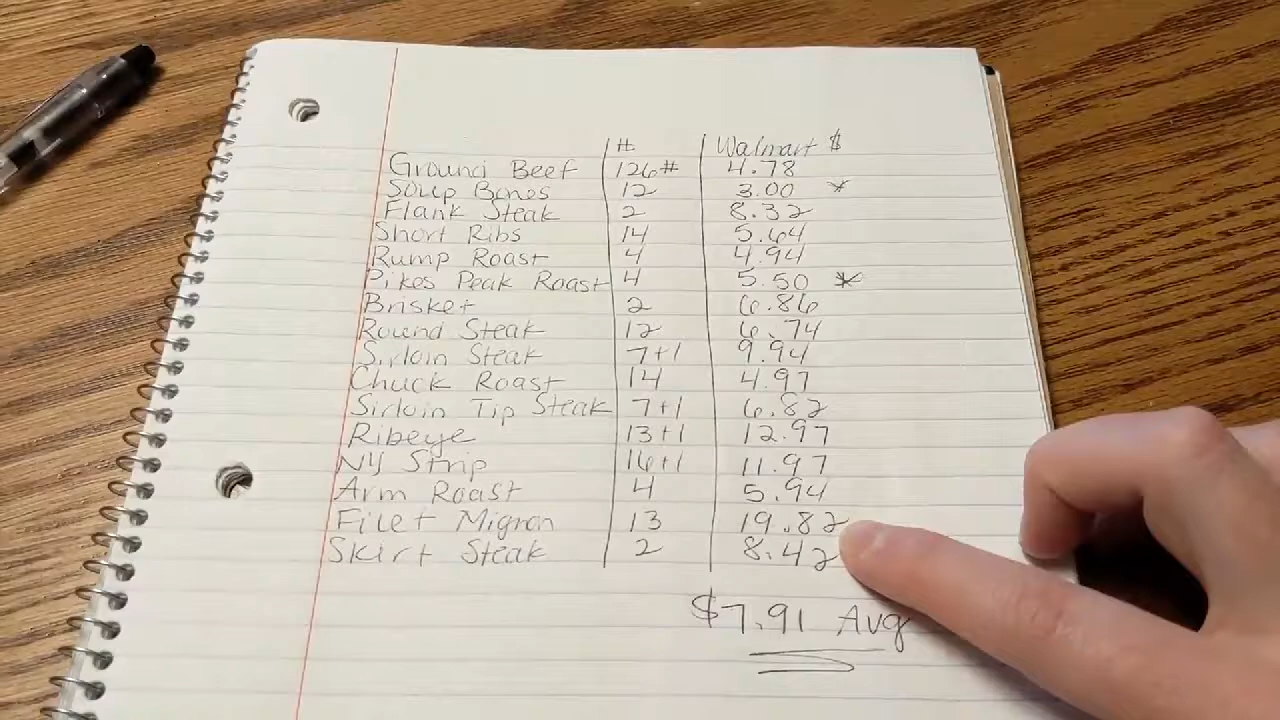 # Walmart $
Ground Beef 126# 4.78
Soup Bones 12 3.00 *
Flank Steak 2 8.32
Short Ribs 14 5.64
Rump Roast 4 4.94
Pikes Peak Roast 4 5.50 *
Brisket 2 6.86
Round Steak 12 6.74
Sirloin Steak 7+1 9.94
Chuck Roast 14 4.97
Sirloin Tip Steak 7+1 6.82
Ribeye 13+1 12.97
NY Strip 16+1 11.97
Arm Roast 4 5.94
Filet Mignon 13 19.82
Skirt Steak 2 8.42
$7.91 Avg